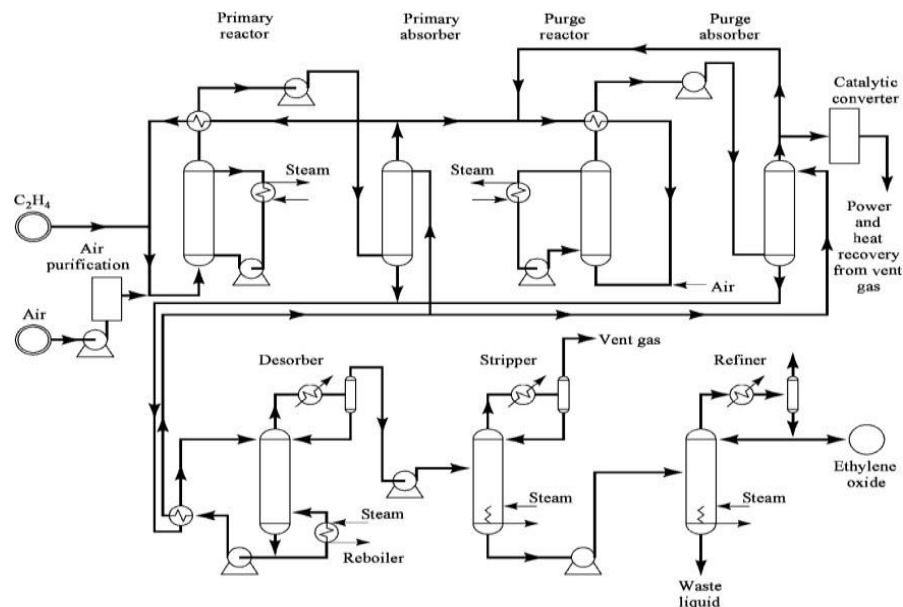 Primary
reactor
Primary
absorber
Purge
reactor
Purge
absorber
Catalytic
converter
Steam
Steam
C₂H₄
Air
purification
Air
Air
Power
and
heat
recovery
from vent
gas
Desorber
Stripper
Vent gas
Refiner
Steam
Reboiler
Steam
Steam
Ethylene
oxide
Waste
liquid